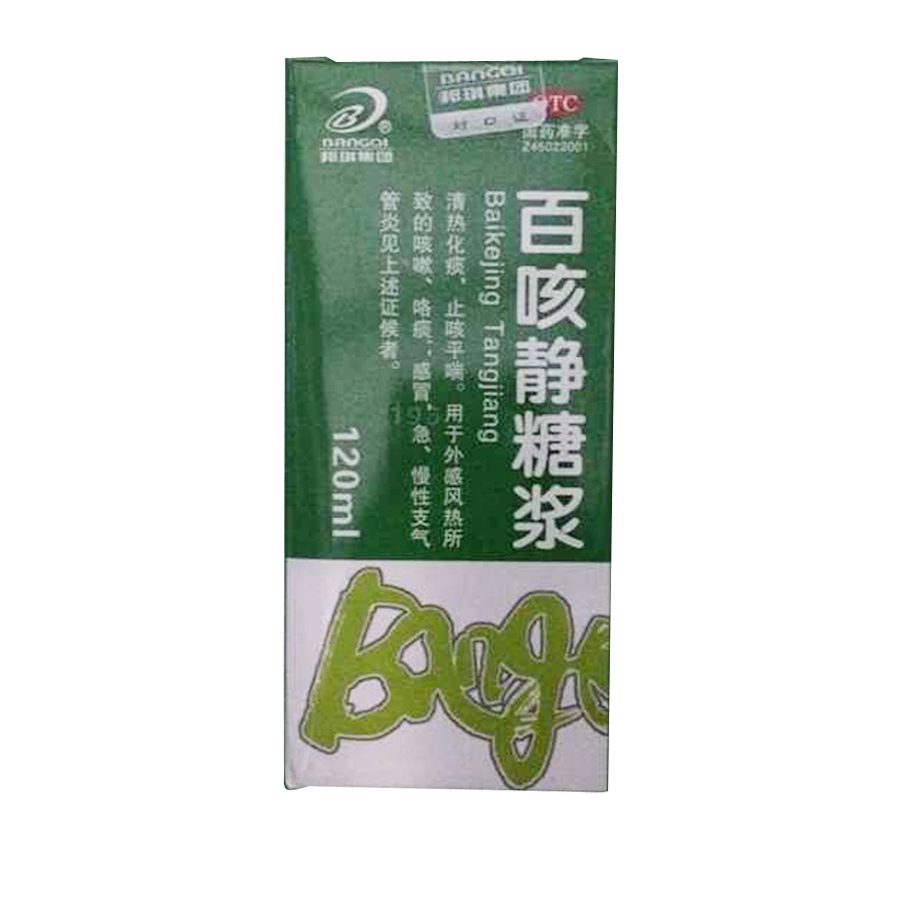 BANGQI
邦琪集团
封口证
OTC
国药准字
Z45022001
®
BANGQI
邦琪集团
百咳静糖浆
Baikejing Tangjiang
清热化痰、止咳平喘。用于外感风热所
致的咳嗽、咯痰；感冒，急、慢性支气
管炎见上述证候者。
120ml
Bangq